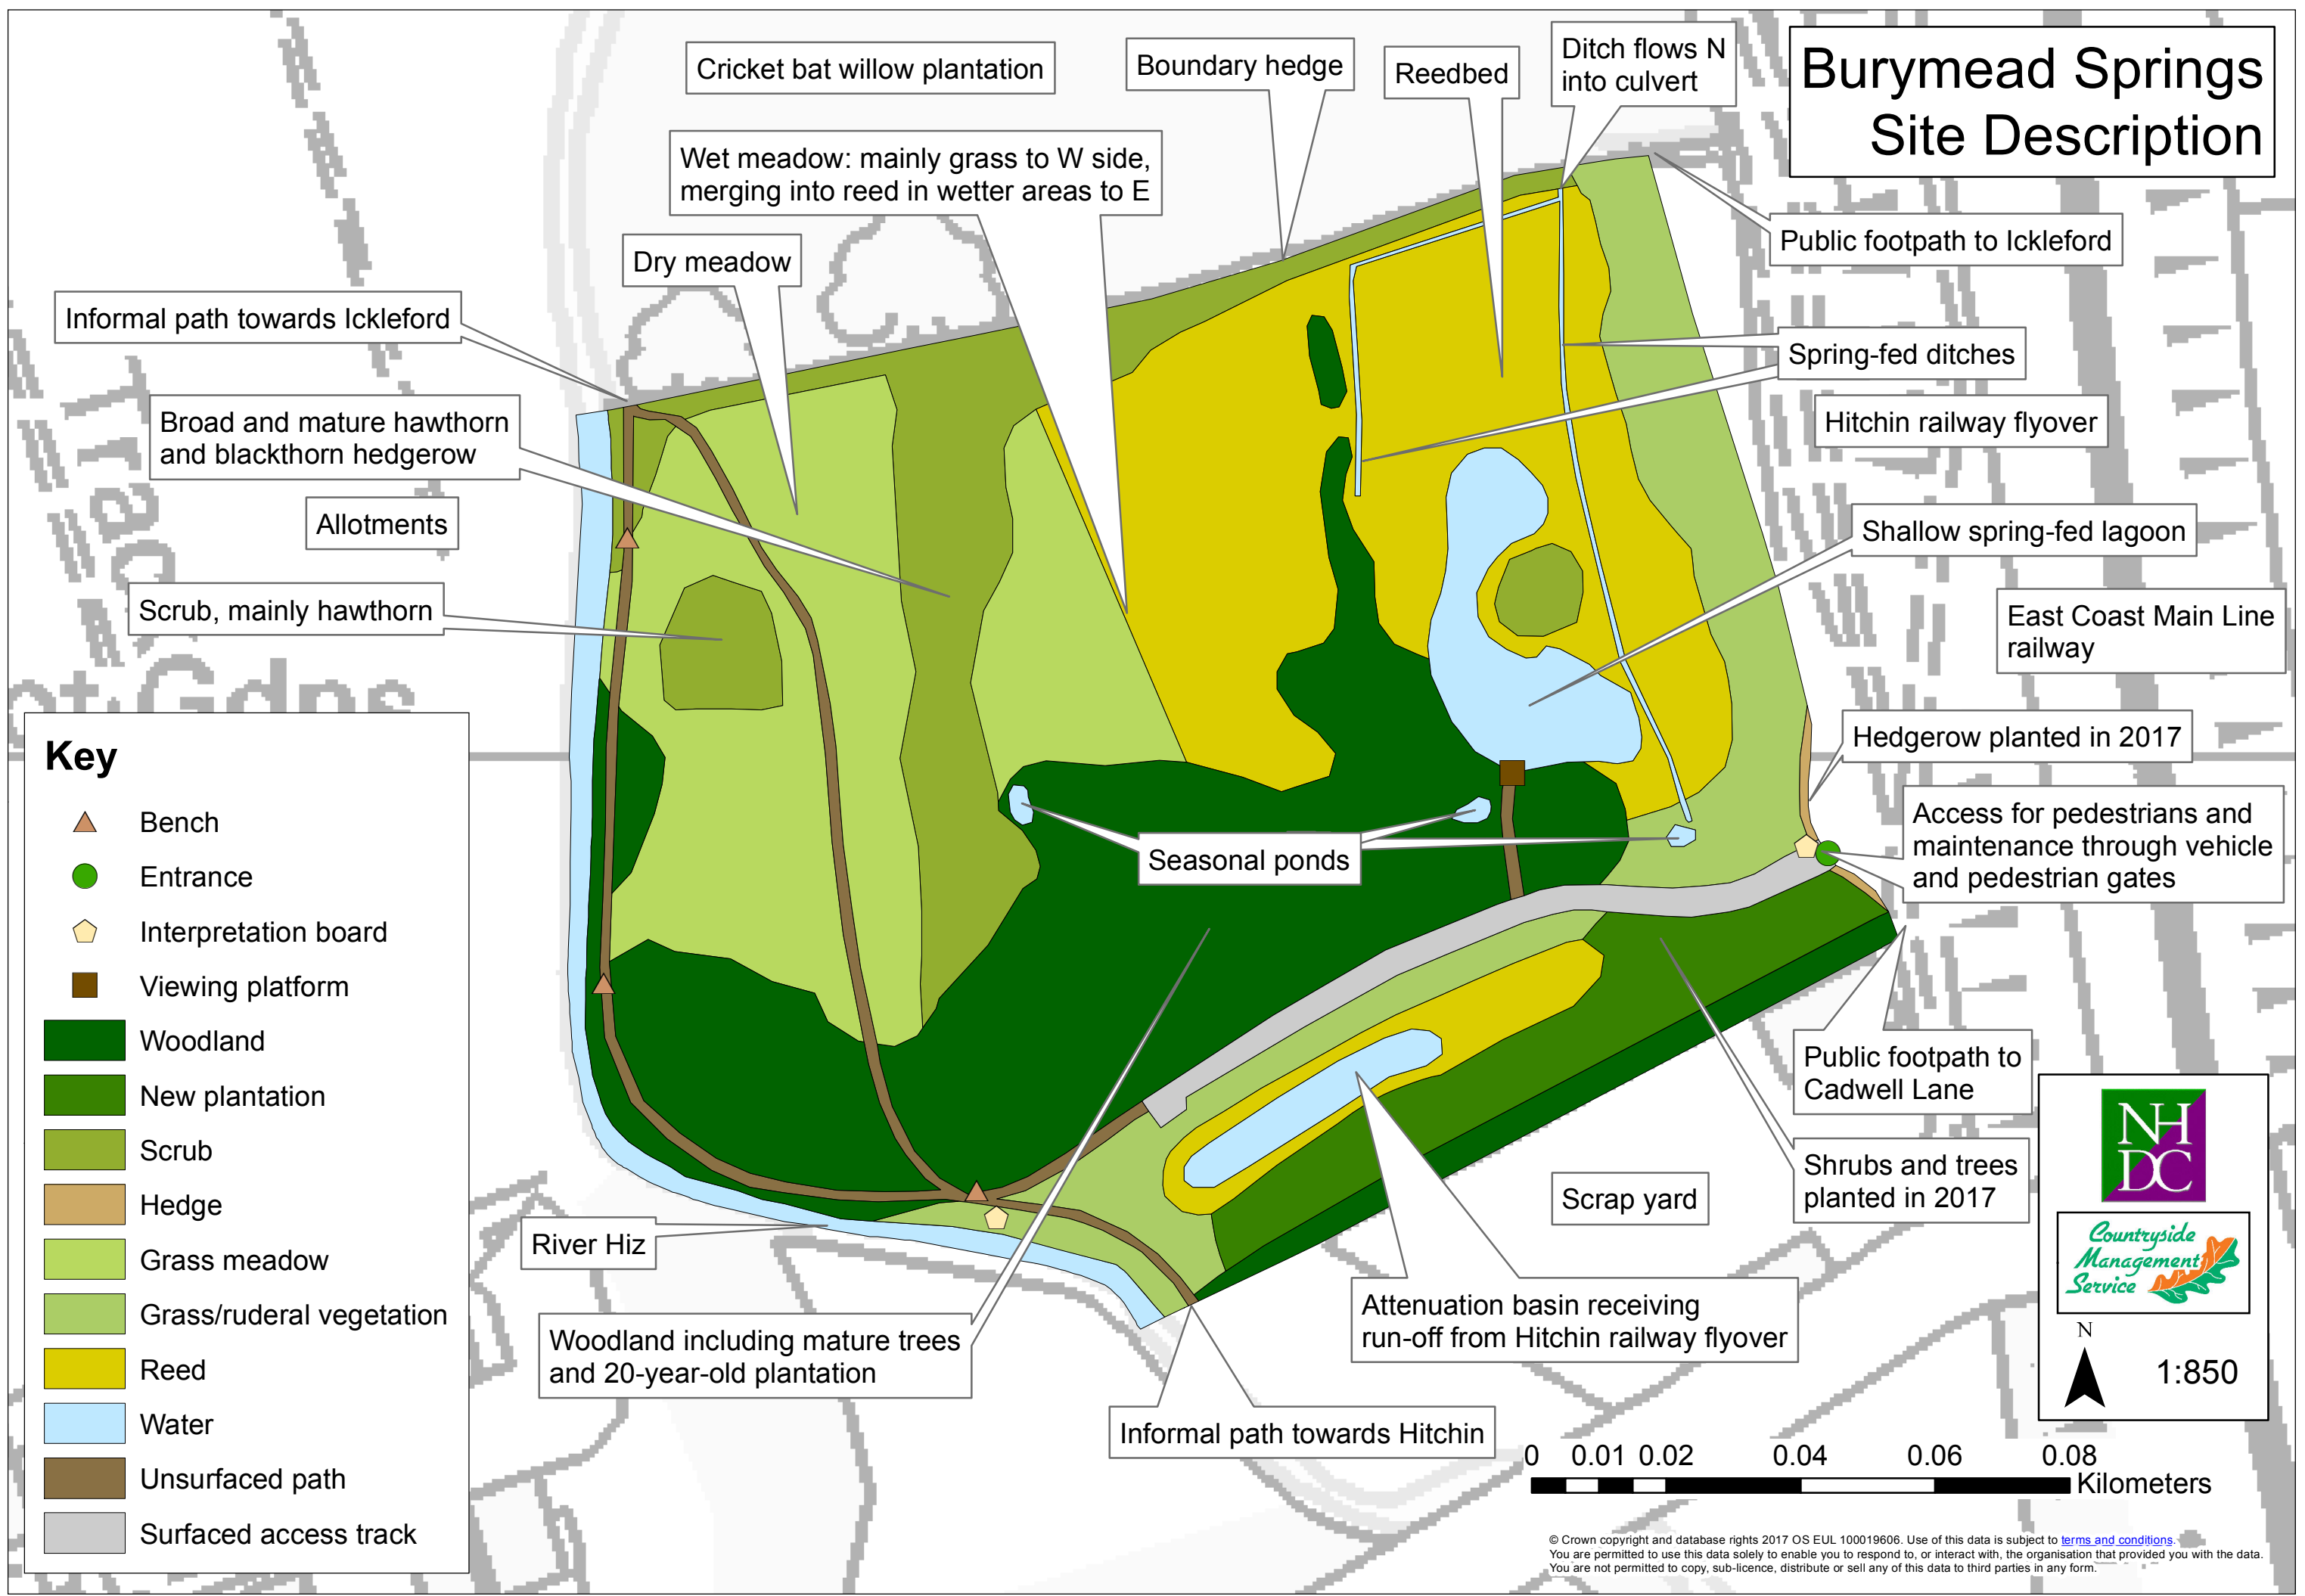 Burymead Springs
Site Description
Cricket bat willow plantation
Boundary hedge
Reedbed
Ditch flows N
into culvert
Wet meadow: mainly grass to W side,
merging into reed in wetter areas to E
Public footpath to Ickleford
Dry meadow
Informal path towards Ickleford
Spring-fed ditches
Broad and mature hawthorn
and blackthorn hedgerow
Hitchin railway flyover
Allotments
Shallow spring-fed lagoon
Scrub, mainly hawthorn
East Coast Main Line
railway
Hedgerow planted in 2017
Access for pedestrians and
maintenance through vehicle
and pedestrian gates
Seasonal ponds
Public footpath to
Cadwell Lane
Shrubs and trees
planted in 2017
Scrap yard
River Hiz
Attenuation basin receiving
run-off from Hitchin railway flyover
Woodland including mature trees
and 20-year-old plantation
Informal path towards Hitchin
Key
Bench
Entrance
Interpretation board
Viewing platform
Woodland
New plantation
Scrub
Hedge
Grass meadow
Grass/ruderal vegetation
Reed
Water
Unsurfaced path
Surfaced access track
NH
DC
Countryside
Management
Service
N
1:850
0 0.01 0.02 0.04 0.06 0.08
Kilometers
© Crown copyright and database rights 2017 OS EUL 100019606. Use of this data is subject to terms and conditions.
You are permitted to use this data solely to enable you to respond to, or interact with, the organisation that provided you with the data.
You are not permitted to copy, sub-licence, distribute or sell any of this data to third parties in any form.